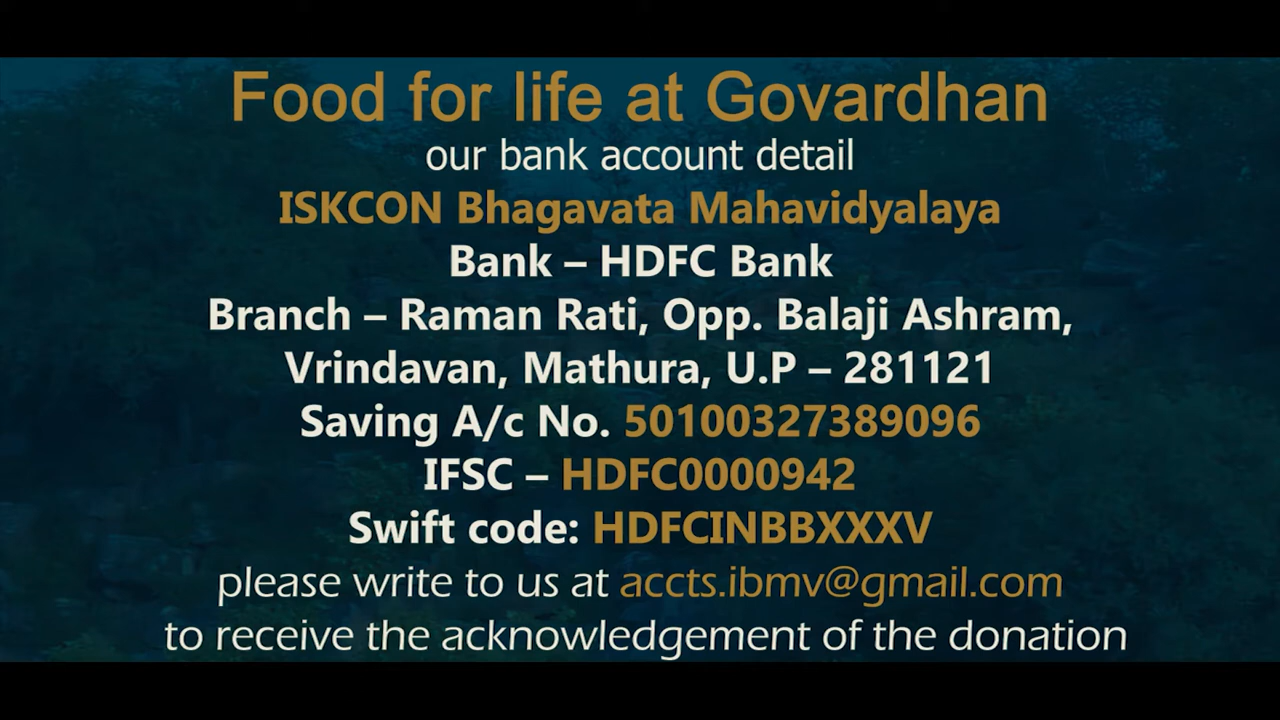 Food for life at Govardhan
our bank account detail
ISKCON Bhagavata Mahavidyalaya
Bank – HDFC Bank
Branch – Raman Rati, Opp. Balaji Ashram,
Vrindavan, Mathura, U.P – 281121
Saving A/c No. 50100327389096
IFSC – HDFC0000942
Swift code: HDFCINBBXXXV
please write to us at accts.ibmv@gmail.com
to receive the acknowledgement of the donation